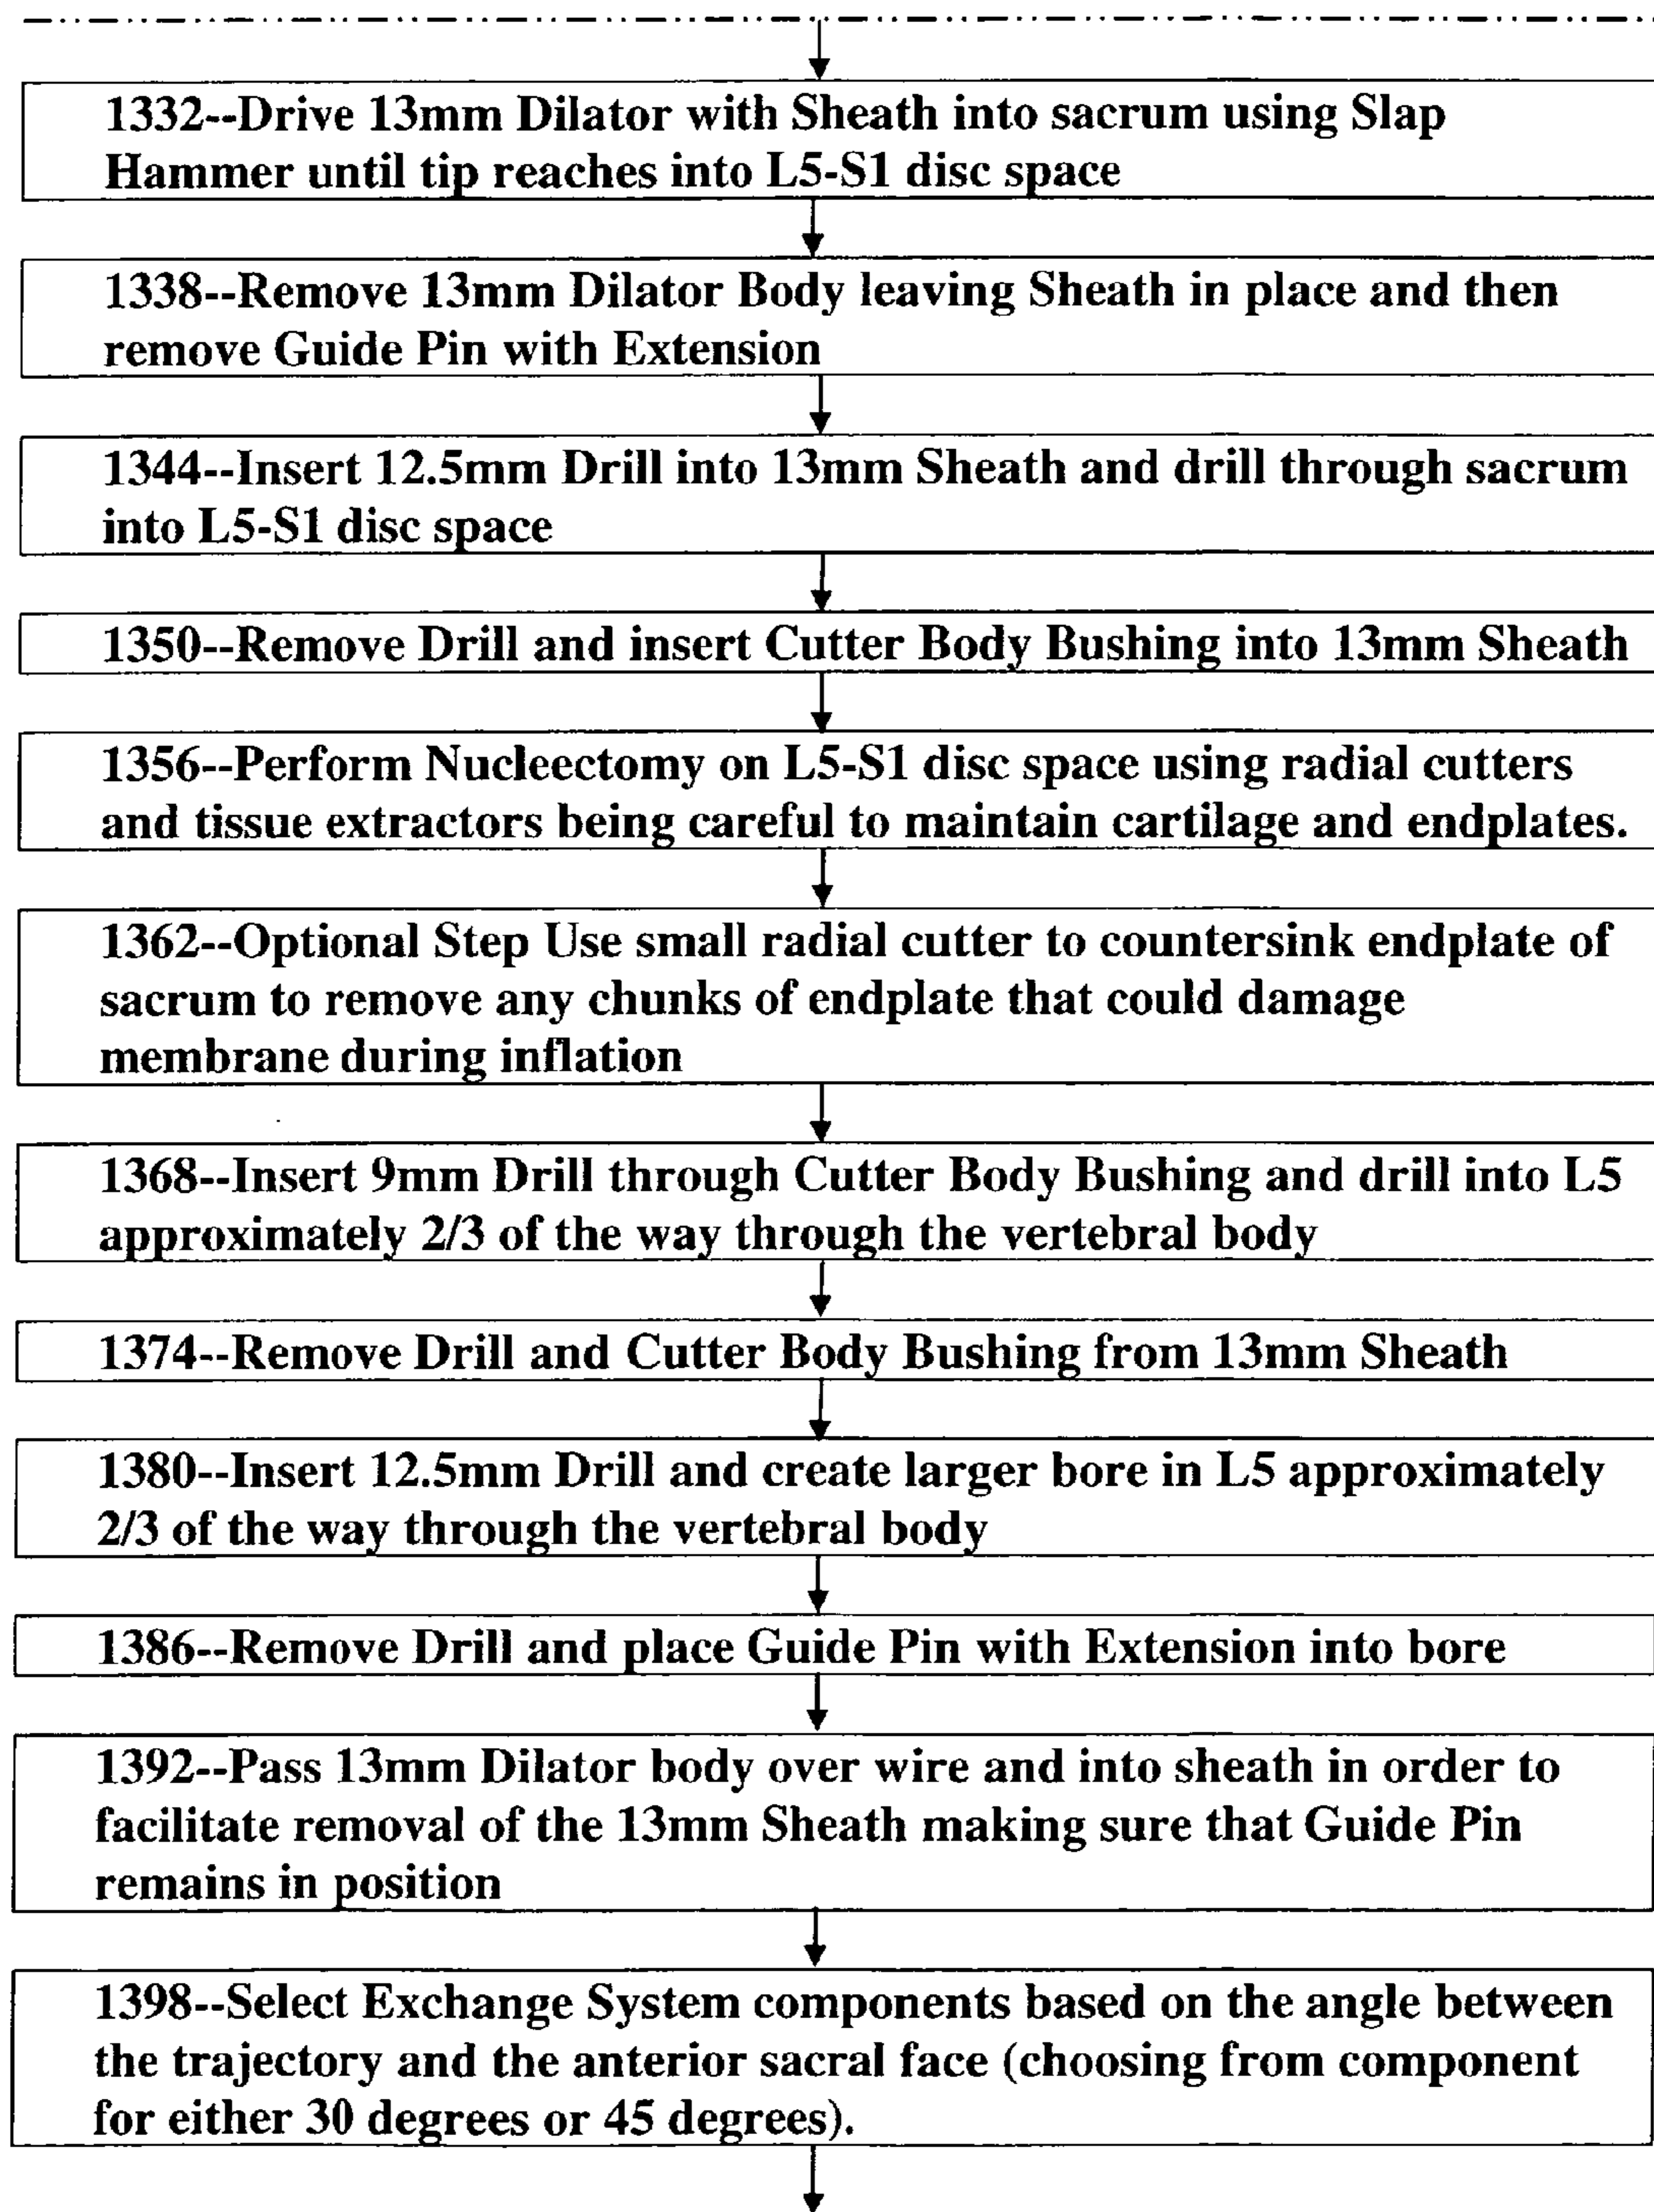 1332--Drive 13mm Dilator with Sheath into sacrum using Slap
Hammer until tip reaches into L5-S1 disc space
1338--Remove 13mm Dilator Body leaving Sheath in place and then
remove Guide Pin with Extension
1344--Insert 12.5mm Drill into 13mm Sheath and drill through sacrum
into L5-S1 disc space
1350--Remove Drill and insert Cutter Body Bushing into 13mm Sheath
1356--Perform Nucleectomy on L5-S1 disc space using radial cutters
and tissue extractors being careful to maintain cartilage and endplates.
1362--Optional Step Use small radial cutter to countersink endplate of
sacrum to remove any chunks of endplate that could damage
membrane during inflation
1368--Insert 9mm Drill through Cutter Body Bushing and drill into L5
approximately 2/3 of the way through the vertebral body
1374--Remove Drill and Cutter Body Bushing from 13mm Sheath
1380--Insert 12.5mm Drill and create larger bore in L5 approximately
2/3 of the way through the vertebral body
1386--Remove Drill and place Guide Pin with Extension into bore
1392--Pass 13mm Dilator body over wire and into sheath in order to
facilitate removal of the 13mm Sheath making sure that Guide Pin
remains in position
1398--Select Exchange System components based on the angle between
the trajectory and the anterior sacral face (choosing from component
for either 30 degrees or 45 degrees).